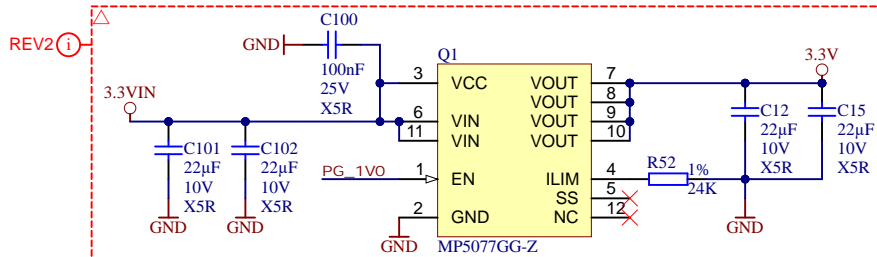 REV2
i
C100
GND
100nF
25V
X5R
Q1
3.3VIN
3.3V
3 VCC VOUT 7
VOUT 8
6 VIN VOUT 9
11 VIN VOUT 10
C101
22µF
10V
X5R
C102
22µF
10V
X5R
C12
22µF
10V
X5R
C15
22µF
10V
X5R
PG_1V0
1 EN ILIM 4
R52
1%
24K
SS 5
2 GND NC 12
GND
GND
GND
GND
MP5077GG-Z